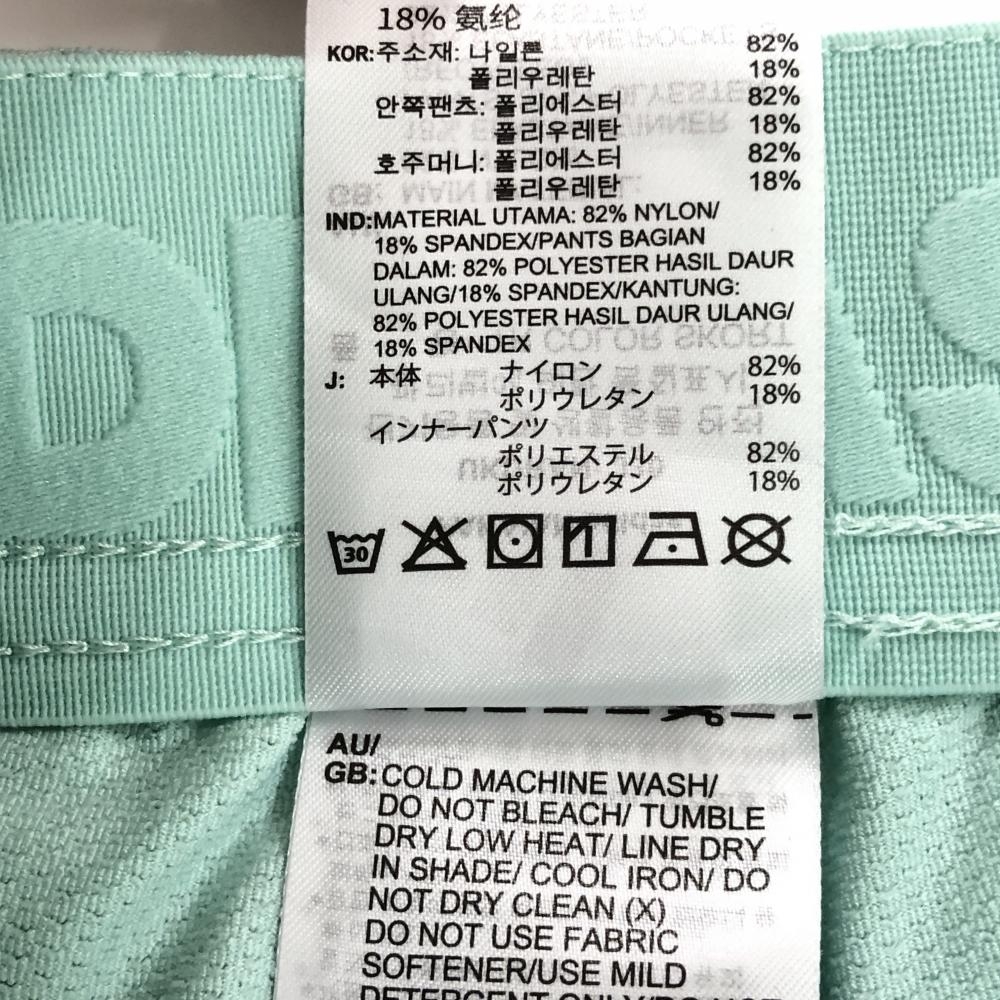 18% 氨纶
KOR:주소재: 나일론 82%
폴리우레탄 18%
안쪽팬츠: 폴리에스터 82%
폴리우레탄 18%
호주머니: 폴리에스터 82%
폴리우레탄 18%
IND:MATERIAL UTAMA: 82% NYLON/
18% SPANDEX/PANTS BAGIAN
DALAM: 82% POLYESTER HASIL DAUR
ULANG/18% SPANDEX/KANTUNG:
82% POLYESTER HASIL DAUR ULANG/
18% SPANDEX
J: 本体 ナイロン 82%
ポリウレタン 18%
インナーパンツ
ポリエステル 82%
ポリウレタン 18%
30
AU/
GB:COLD MACHINE WASH/
DO NOT BLEACH/ TUMBLE
DRY LOW HEAT/ LINE DRY
IN SHADE/ COOL IRON/ DO
NOT DRY CLEAN (X)
DO NOT USE FABRIC
SOFTENER/USE MILD
DETERGENT ONLY/DO NOT